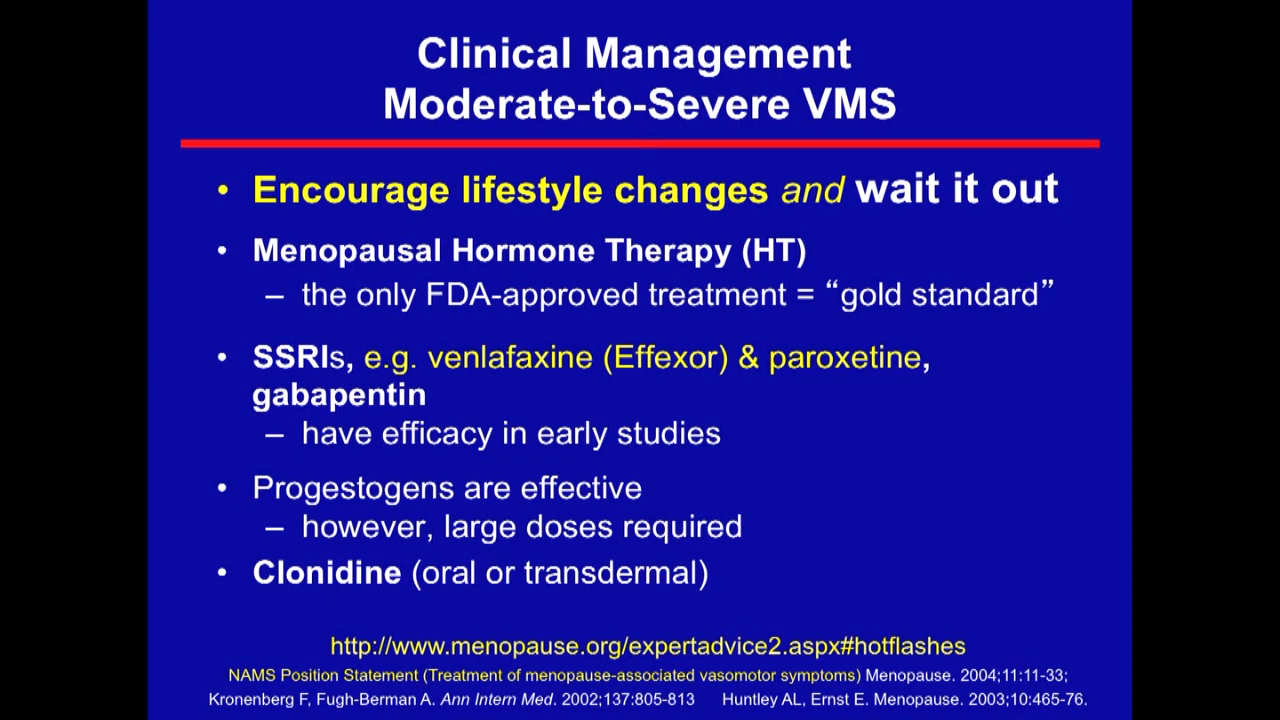 Clinical Management
Moderate-to-Severe VMS
• Encourage lifestyle changes and wait it out
• Menopausal Hormone Therapy (HT)
– the only FDA-approved treatment = “gold standard”
• SSRIs, e.g. venlafaxine (Effexor) & paroxetine,
gabapentin
– have efficacy in early studies
• Progestogens are effective
– however, large doses required
• Clonidine (oral or transdermal)
http://www.menopause.org/expertadvice2.aspx#hotflashes
NAMS Position Statement (Treatment of menopause-associated vasomotor symptoms) Menopause. 2004;11:11-33;
Kronenberg F, Fugh-Berman A. Ann Intern Med. 2002;137:805-813 Huntley AL, Ernst E. Menopause. 2003;10:465-76.